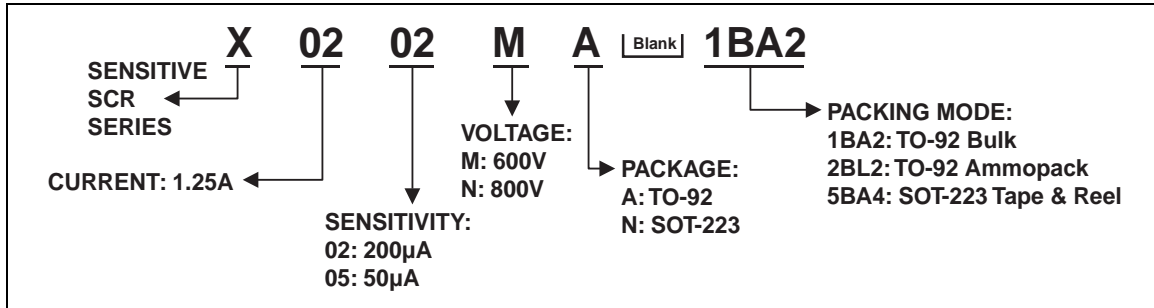 X 02 02 M A Blank 1BA2
SENSITIVE
SCR
SERIES
CURRENT: 1.25A
SENSITIVITY:
02: 200µA
05: 50µA
VOLTAGE:
M: 600V
N: 800V
PACKAGE:
A: TO-92
N: SOT-223
PACKING MODE:
1BA2: TO-92 Bulk
2BL2: TO-92 Ammopack
5BA4: SOT-223 Tape & Reel